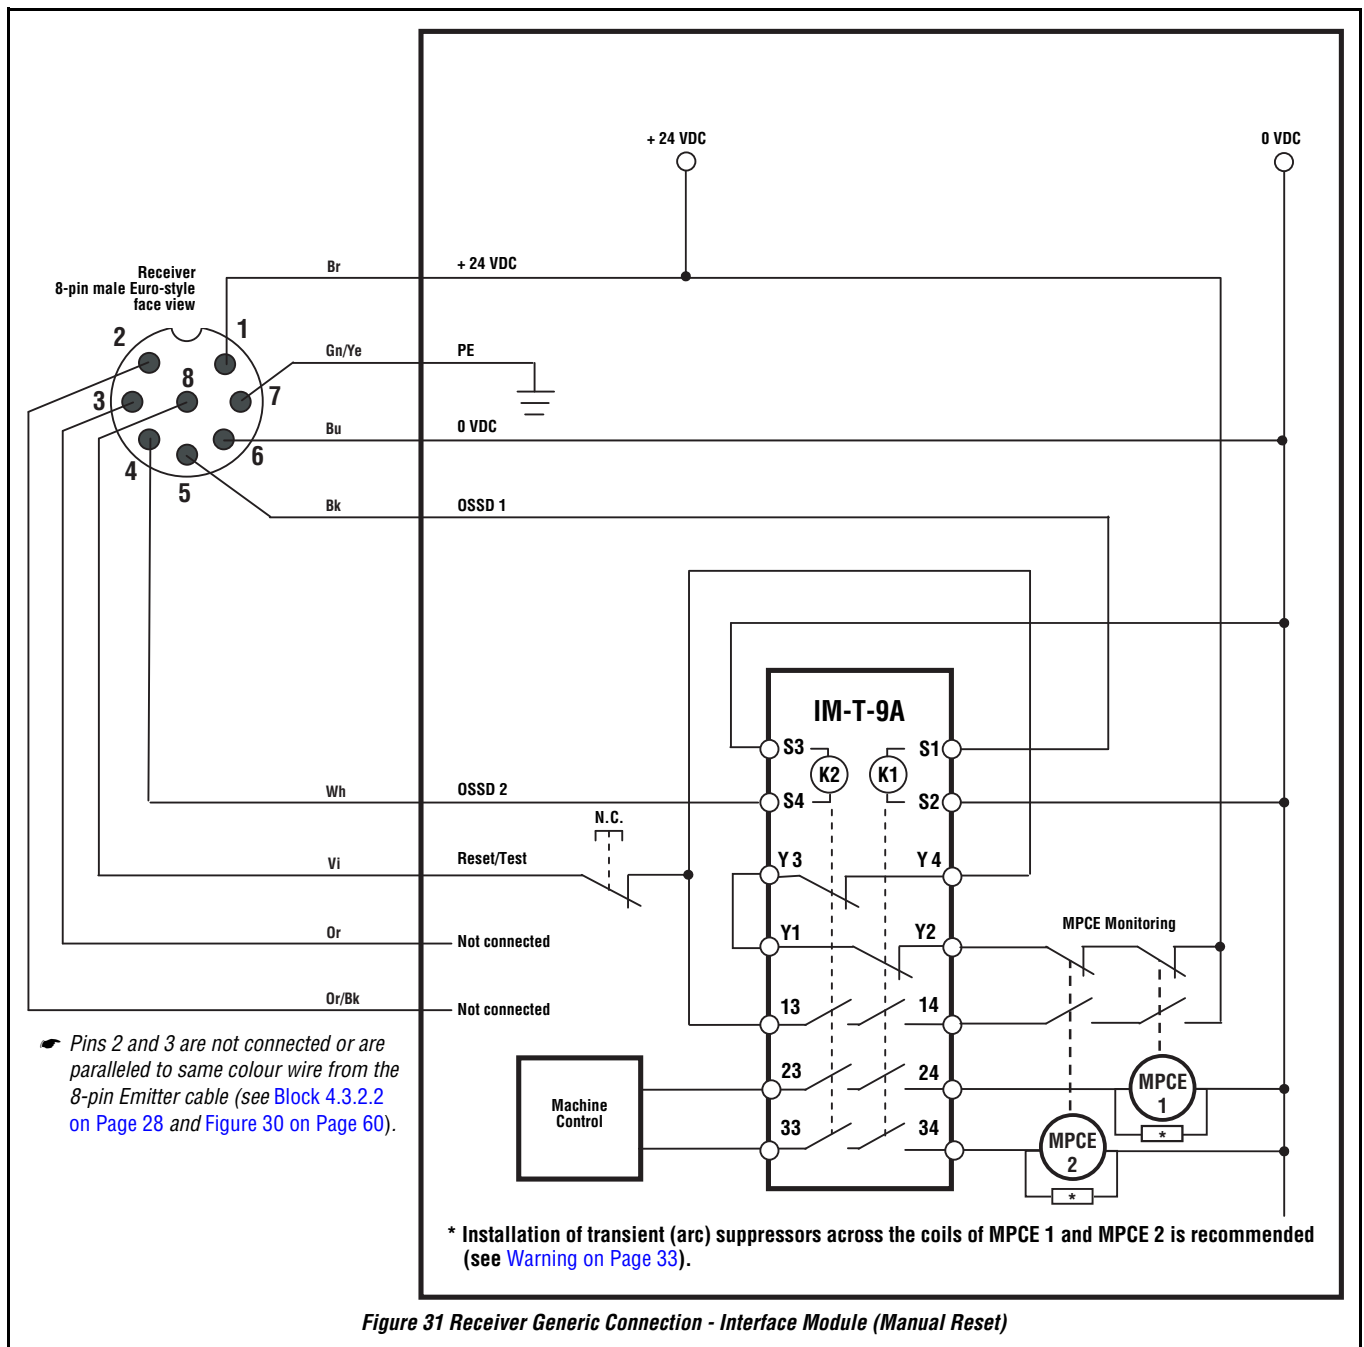 + 24 VDC
0 VDC
Receiver
8-pin male Euro-style
face view
Br
+ 24 VDC
2
1
Gn/Ye
PE
8
3
7
Bu
0 VDC
4
6
5
Bk
OSSD 1
IM-T-9A
S3
S1
K2
K1
Wh
OSSD 2
S4
S2
N.C.
Vi
Reset/Test
Y 3
Y 4
Or
Not connected
Y1
Y2
MPCE Monitoring
Or/Bk
Not connected
13
14
☛ Pins 2 and 3 are not connected or are
paralleled to same colour wire from the
8-pin Emitter cable (see Block 4.3.2.2
on Page 28 and Figure 30 on Page 60).
Machine
Control
23
24
MPCE
1
*
33
34
MPCE
2
*
* Installation of transient (arc) suppressors across the coils of MPCE 1 and MPCE 2 is recommended
(see Warning on Page 33).
Figure 31 Receiver Generic Connection - Interface Module (Manual Reset)